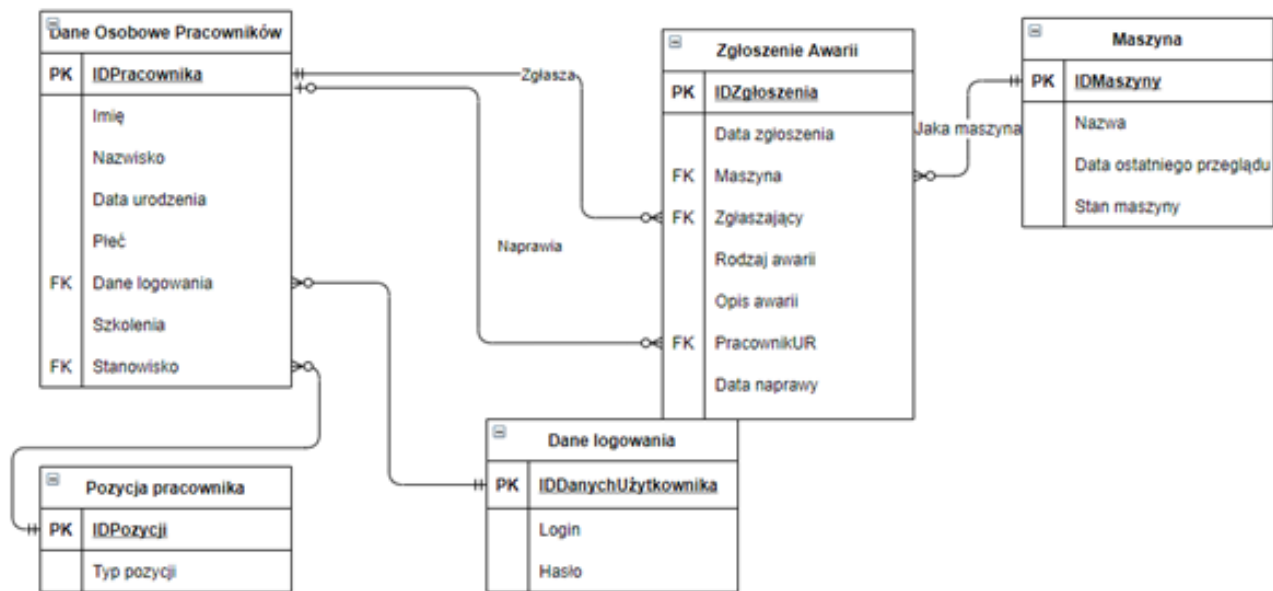 Dane Osobowe Pracowników
PK IDPracownika
Imię
Nazwisko
Data urodzenia
Płeć
FK Dane logowania
Szkolenia
FK Stanowisko
Zgłasza
Naprawia
Zgłoszenie Awarii
PK IDZgłoszenia
Data zgłoszenia
FK Maszyna
FK Zgłaszający
Rodzaj awarii
Opis awarii
FK PracownikUR
Data naprawy
Jaka maszyna
Maszyna
PK IDMaszyny
Nazwa
Data ostatniego przeglądu
Stan maszyny
Pozycja pracownika
PK IDPozycji
Typ pozycji
Dane logowania
PK IDDanychUżytkownika
Login
Hasło